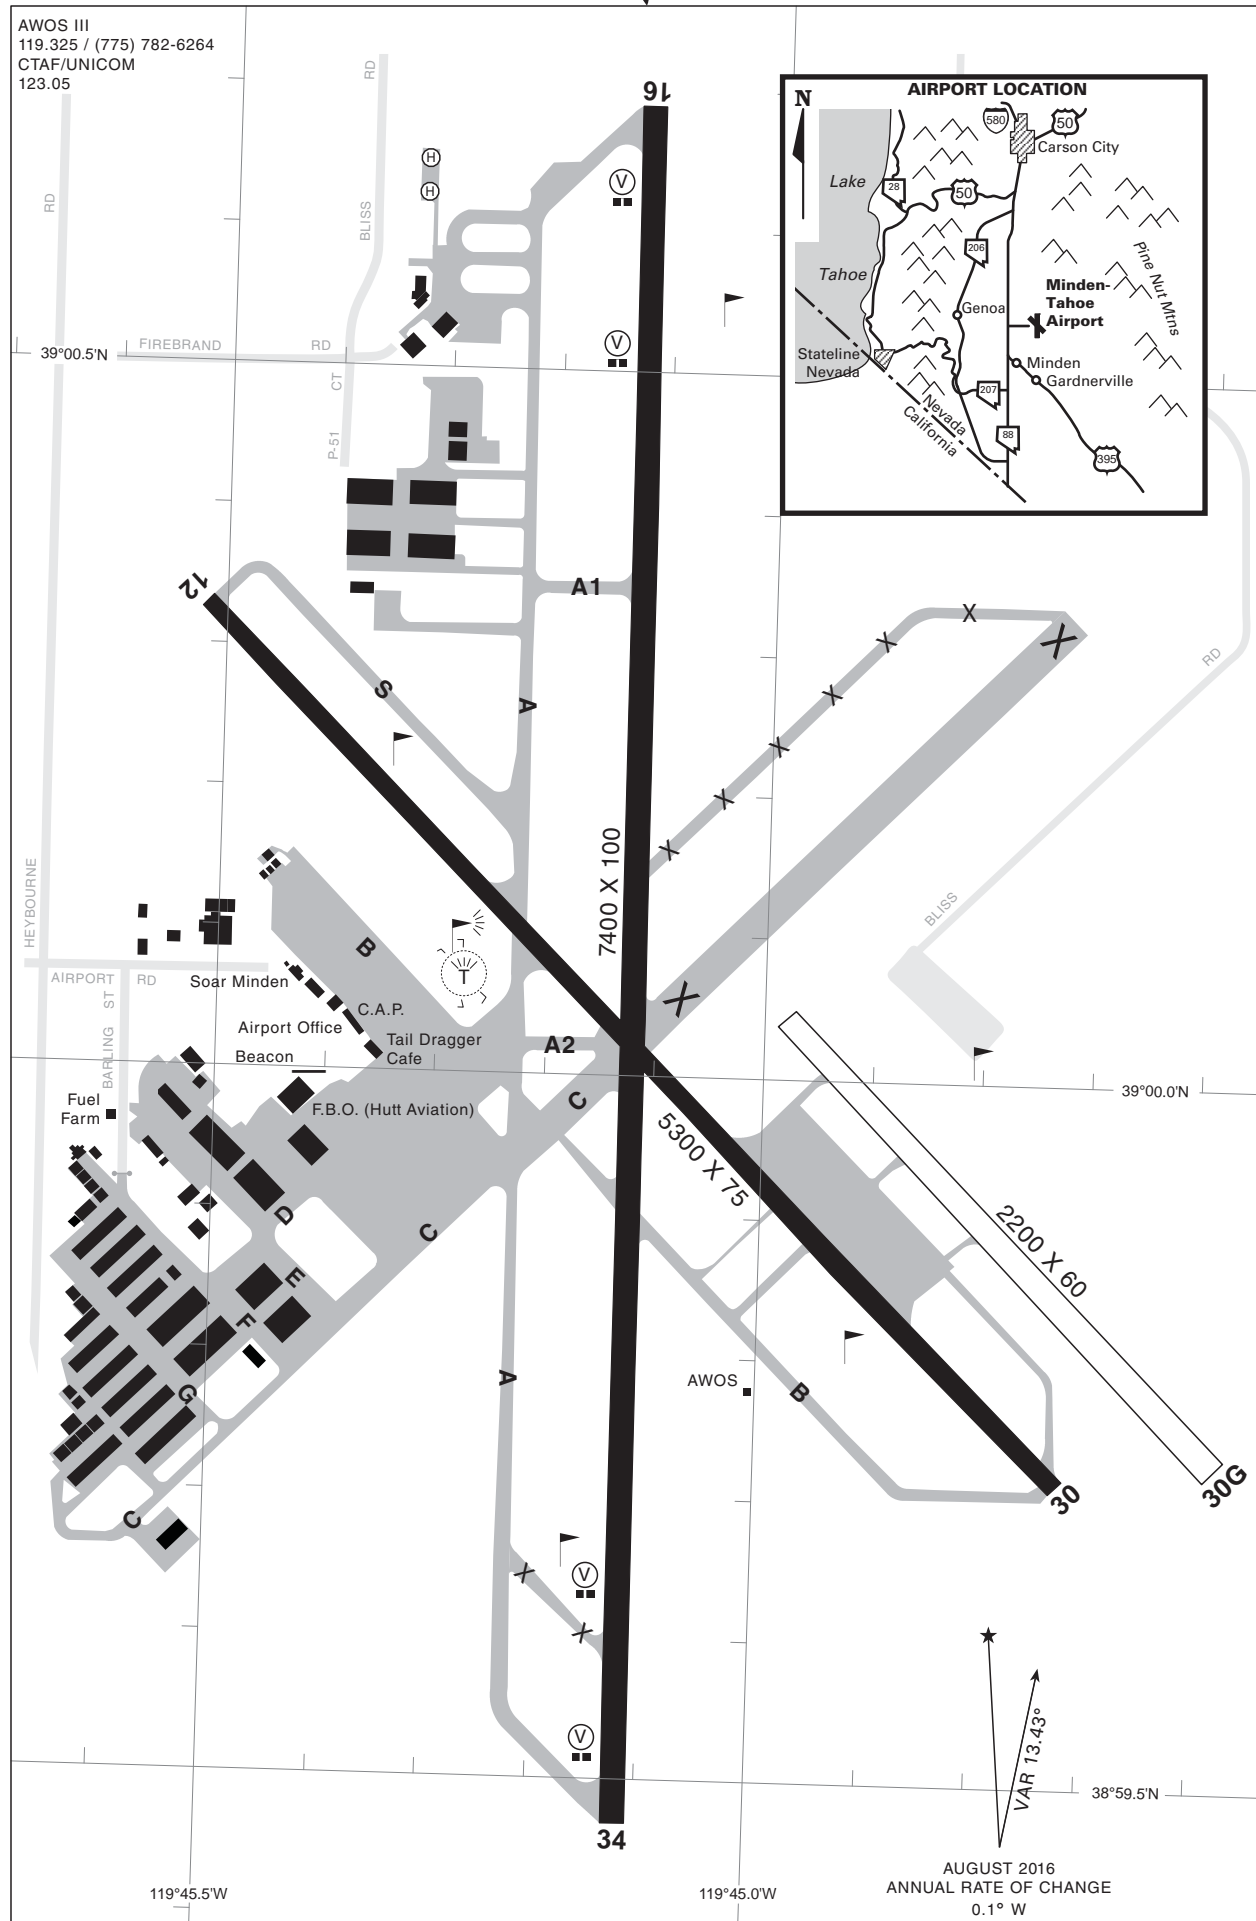 AWOS III
119.325 / (775) 782-6264
CTAF/UNICOM
123.05
RD
RD
BLISS
H
H
16
V
V
AIRPORT LOCATION
N
580
50
Carson City
Lake
28
50
206
Tahoe
Pine Nut Mtns
Minden-
Tahoe
Airport
Genoa
Stateline
Nevada
Minden
Gardnerville
207
Nevada
California
88
395
39°00.5'N
FIREBRAND RD
P-51 CT
12
A1
S
A
X
X
X
X
X
X
X
RD
BLISS
7400 X 100
HEYBOURNE
AIRPORT RD
BARLING ST
B
T
X
Soar Minden
C.A.P.
Airport Office
Tail Dragger
Cafe
Beacon
A2
39°00.0'N
Fuel
Farm
F.B.O. (Hutt Aviation)
C
5300 X 75
2200 X 60
D
C
E
F
G
A
AWOS
B
30
30G
C
X
X
V
V
34
VAR 13.43°
38°59.5'N
AUGUST 2016
ANNUAL RATE OF CHANGE
0.1° W
119°45.5'W
119°45.0'W